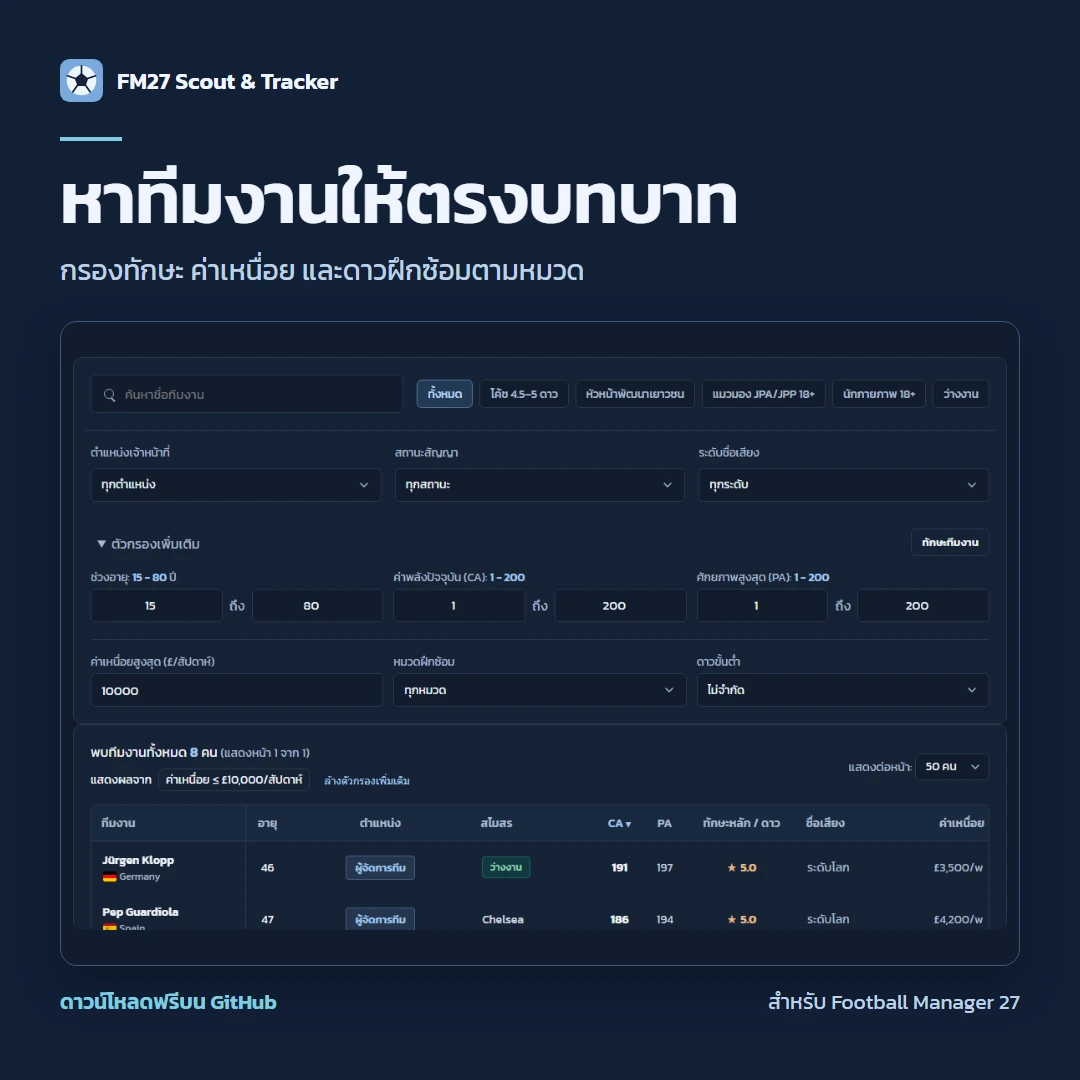 FM27 Scout & Tracker
หาทีมงานให้ตรงบทบาท
กรองทักษะ ค่าเหนื่อย และดาวฝึกซ้อมตามหมวด
ค้นหาชื่อทีมงาน ทั้งหมด โค้ช 4.5–5 ดาว หัวหน้าพัฒนาเยาวชน แมวมอง JPA/JPP 18+ นักกายภาพ 18+ ว่างงาน
ตำแหน่งเจ้าหน้าที่ สถานะสัญญา ระดับชื่อเสียง
ทุกตำแหน่ง ทุกสถานะ ทุกระดับ
▼ ตัวกรองเพิ่มเติม ทักษะทีมงาน
ช่วงอายุ: 15 - 80 ปี ค่าพลังปัจจุบัน (CA): 1 - 200 ศักยภาพสูงสุด (PA): 1 - 200
15 ถึง 80 1 ถึง 200 1 ถึง 200
ค่าเหนื่อยสูงสุด (£/สัปดาห์) หมวดฝึกซ้อม ดาวขั้นต่ำ
10000 ทุกหมวด ไม่จำกัด
พบทีมงานทั้งหมด 8 คน (แสดงหน้า 1 จาก 1)
แสดงต่อหน้า: 50 คน
แสดงผลจาก ค่าเหนื่อย ≤ £10,000/สัปดาห์ ล้างตัวกรองเพิ่มเติม
ทีมงาน อายุ ตำแหน่ง สโมสร CA ▼ PA ทักษะหลัก / ดาว ชื่อเสียง ค่าเหนื่อย
Jürgen Klopp 46 ผู้จัดการทีม ว่างงาน 191 197 ★ 5.0 ระดับโลก £3,500/w
Germany
Pep Guardiola 47 ผู้จัดการทีม Chelsea 186 194 ★ 5.0 ระดับโลก £4,200/w
Spain
ดาวน์โหลดฟรีบน GitHub
สำหรับ Football Manager 27